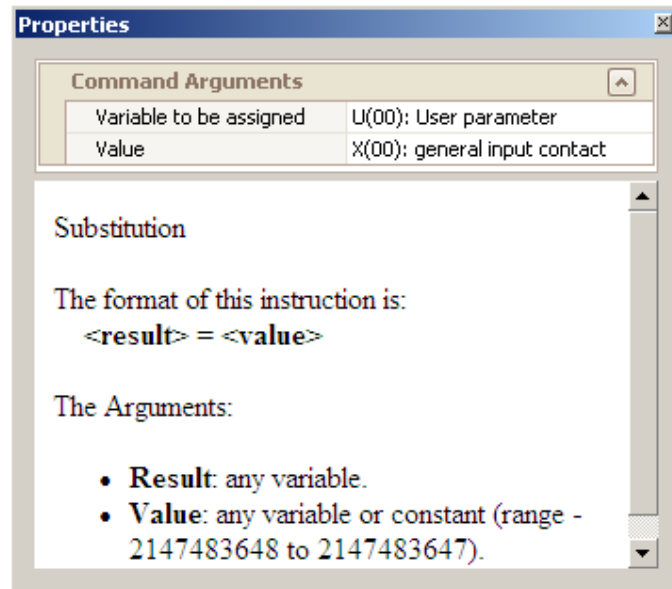 Properties
Command Arguments
Variable to be assigned U(00): User parameter
Value X(00): general input contact
Substitution
The format of this instruction is:
<result> = <value>
The Arguments:
• Result: any variable.
• Value: any variable or constant (range -
2147483648 to 2147483647).